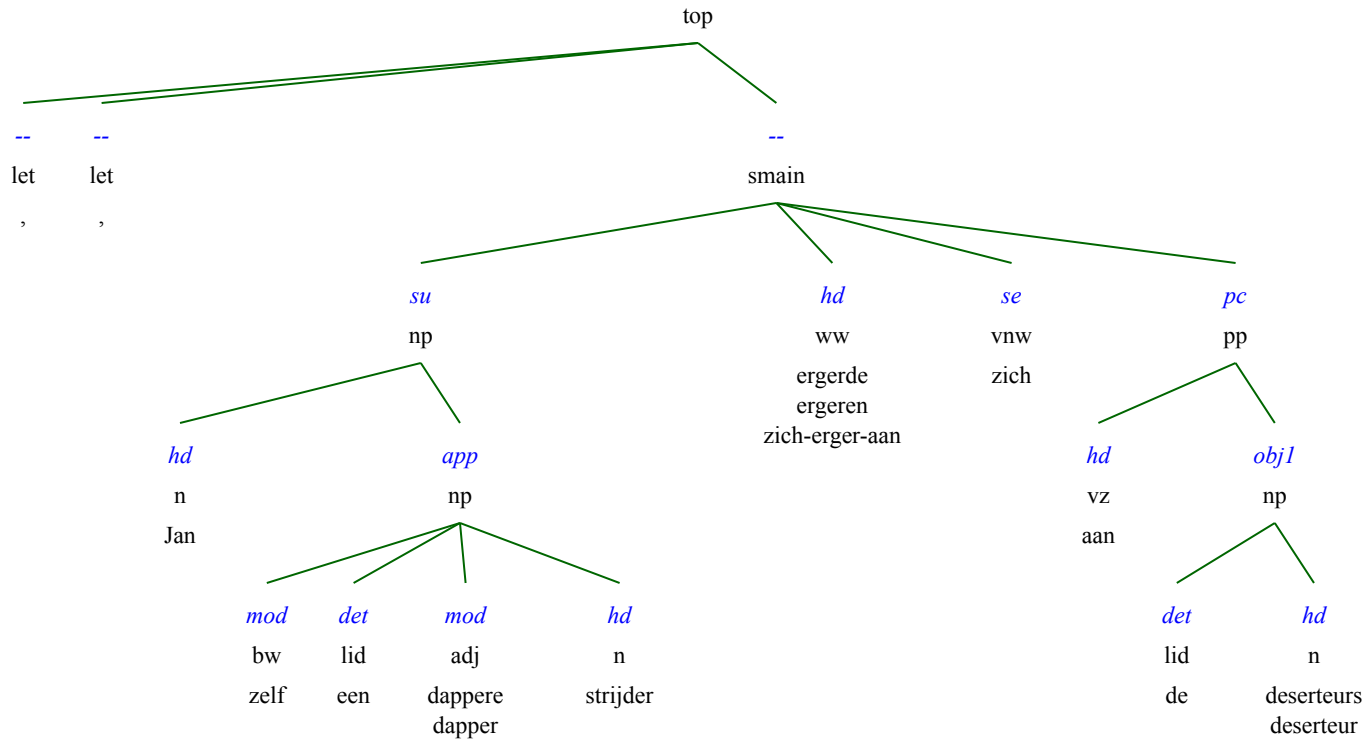 top
-- -- --
let let smain
, ,
su hd se pc
np ww vnw pp
ergerde zich
ergeren
zich-erger-aan
hd app hd obj1
n np vz np
Jan aan
mod det mod hd det hd
bw lid adj n lid n
zelf een dappere strijder de deserteurs
dapper deserteur